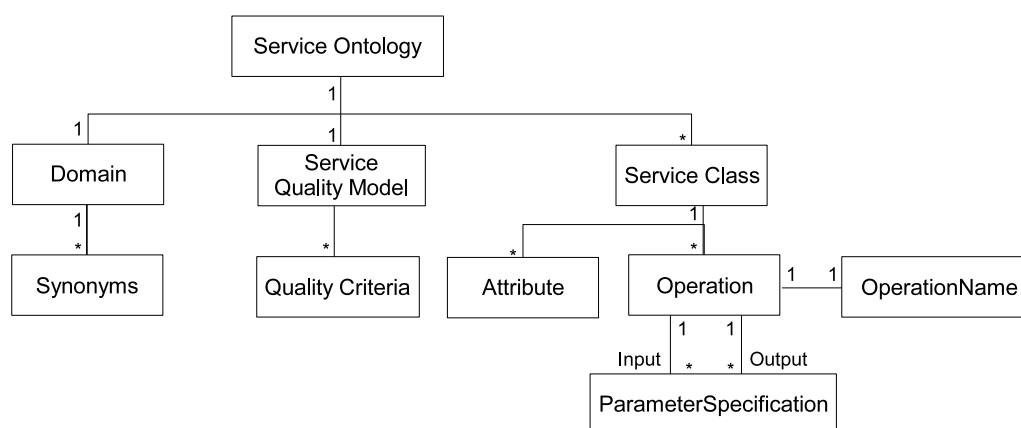 Service Ontology
1
1
1
*
Domain
Service
Quality Model
Service Class
1
1
*
*
*
*
Synonyms
Quality Criteria
Attribute
Operation
1
1
OperationName
1
1
Input
Output
*
*
ParameterSpecification